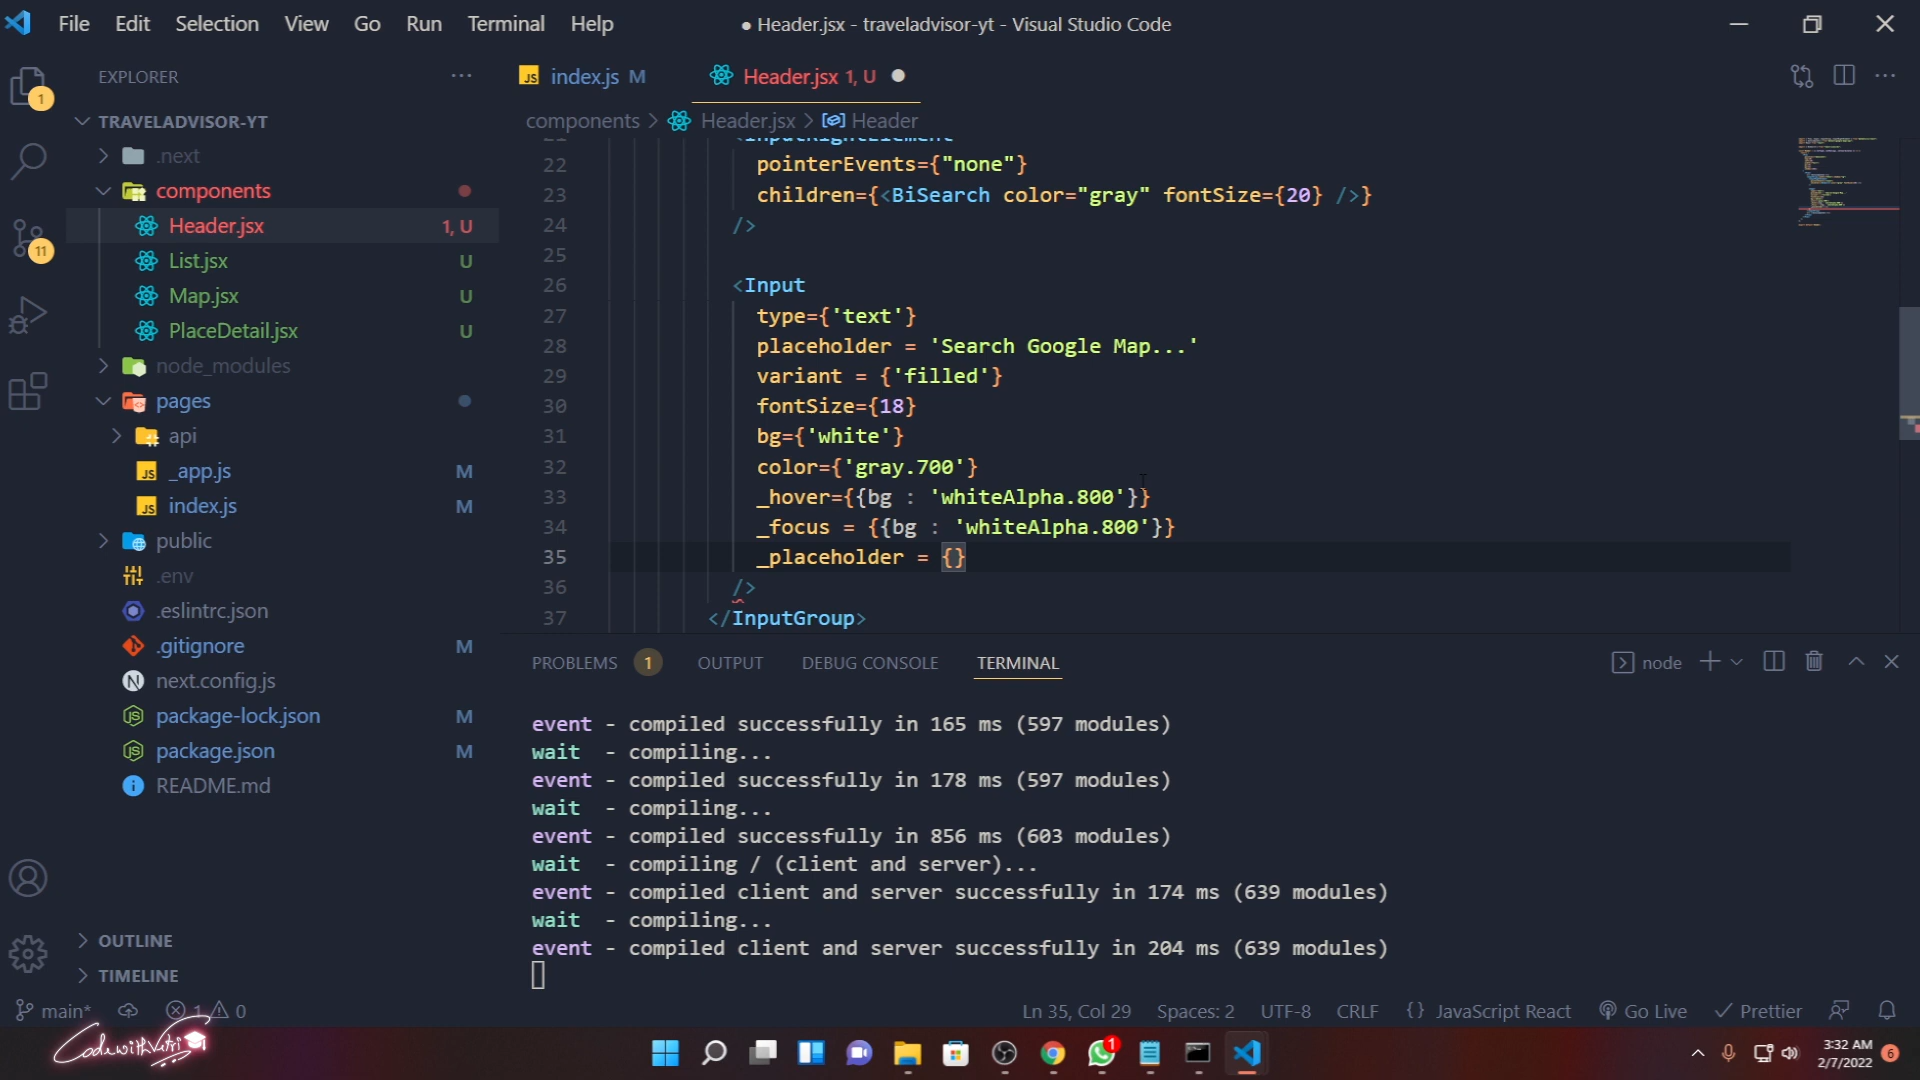 File Edit Selection View Go Run Terminal Help
● Header.jsx - traveladvisor-yt - Visual Studio Code
EXPLORER
TRAVELADVISOR-YT
.next
components
Header.jsx 1, U
List.jsx U
Map.jsx U
PlaceDetail.jsx U
node_modules
pages
api
_app.js M
index.js M
public
.env
.eslintrc.json
.gitignore M
next.config.js
package-lock.json M
package.json M
README.md
OUTLINE
TIMELINE
1
11
index.js M
Header.jsx 1, U
components > Header.jsx > Header
21 <InputRightElement
22 pointerEvents={"none"}
23 children={<BiSearch color="gray" fontSize={20} />}
24 />
25
26 <Input
27 type={'text'}
28 placeholder = 'Search Google Map...'
29 variant = {'filled'}
30 fontSize={18}
31 bg={'white'}
32 color={'gray.700'}
33 _hover={{bg : 'whiteAlpha.800'}}
34 _focus = {{bg : 'whiteAlpha.800'}}
35 _placeholder = {}
36 />
37 </InputGroup>
PROBLEMS 1 OUTPUT DEBUG CONSOLE TERMINAL
node
event - compiled successfully in 165 ms (597 modules)
wait - compiling...
event - compiled successfully in 178 ms (597 modules)
wait - compiling...
event - compiled successfully in 856 ms (603 modules)
wait - compiling / (client and server)...
event - compiled client and server successfully in 174 ms (639 modules)
wait - compiling...
event - compiled client and server successfully in 204 ms (639 modules)
main* 1 0
Ln 35, Col 29 Spaces: 2 UTF-8 CRLF {} JavaScript React Go Live Prettier
Codewithvetri
1
3:32 AM
2/7/2022
6